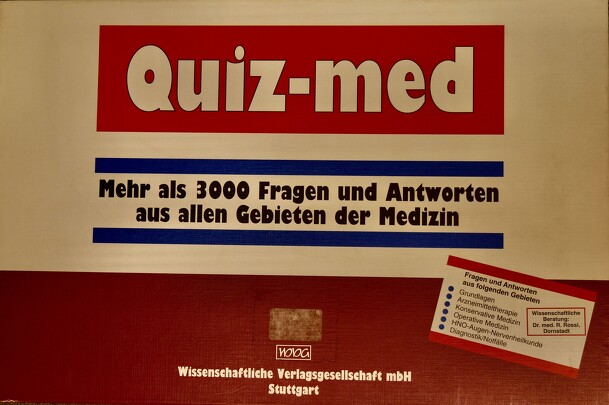 Quiz-med
Mehr als 3000 Fragen und Antworten
aus allen Gebieten der Medizin
Fragen und Antworten
aus folgenden Gebieten
Grundlagen
Arzneimitteltherapie
Konservative Medizin
Operative Medizin
HNO-Augen-Nervenheilkunde
Diagnostik/Notfälle
Wissenschaftliche
Beratung:
Dr. med. R. Rossi,
Dornstadt
Wissenschaftliche Verlagsgesellschaft mbH
Stuttgart